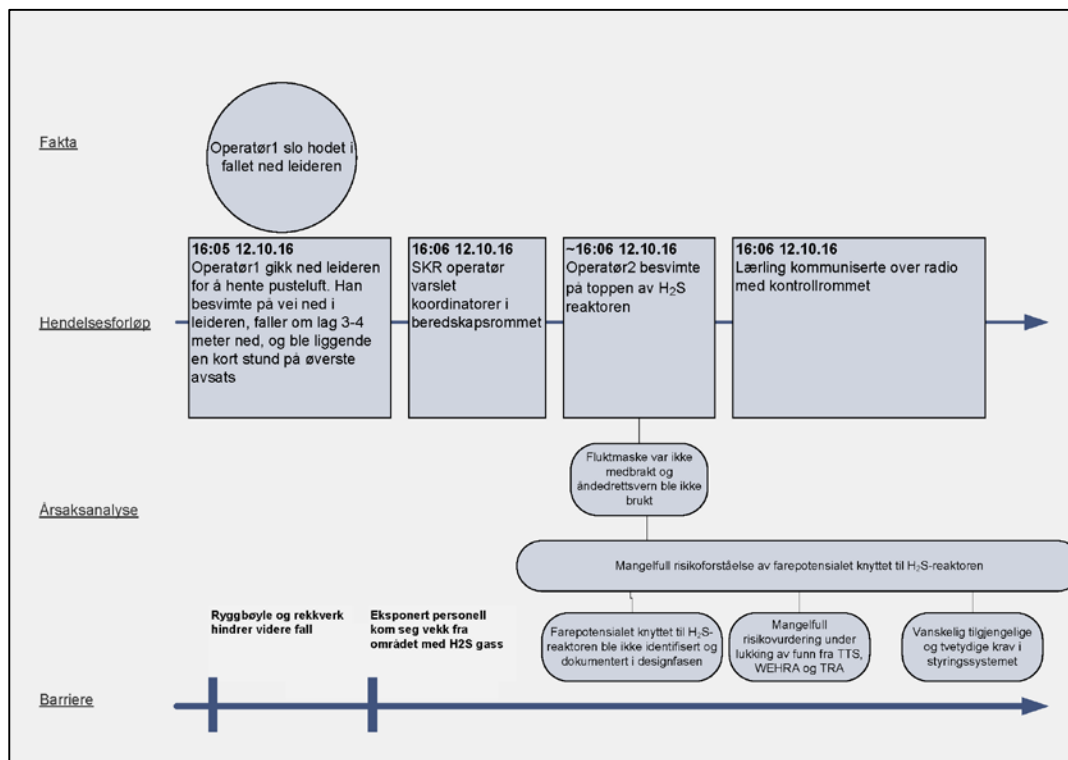 Fakta
Operatør1 slo hodet i
fallet ned leideren
Hendelsesforløp
16:05 12.10.16
Operatør1 gikk ned leideren
for å hente pusteluft. Han
besvimte på vei ned i
leideren, faller om lag 3-4
meter ned, og ble liggende
en kort stund på øverste
avsats
16:06 12.10.16
SKR operatør
varslet
koordinatorer i
beredskapsrommet
~16:06 12.10.16
Operatør2 besvimte
på toppen av H₂S
reaktoren
16:06 12.10.16
Lærling kommuniserte over radio
med kontrollrommet
Årsaksanalyse
Fluktmaske var ikke
medbrakt og
åndedrettsvern ble ikke
brukt
Mangelfull risikoforståelse av farepotensialet knyttet til H₂S-reaktoren
Farepotensialet knyttet til H₂S-
reaktoren ble ikke identifisert og
dokumentert i designfasen
Mangelfull
risikovurdering under
lukking av funn fra TTS,
WEHRA og TRA
Vanskelig tilgjengelige
og tvetydige krav i
styringssystemet
Barriere
Ryggbøyle og rekkverk
hindrer videre fall
Eksponert personell
kom seg vekk fra
området med H2S gass